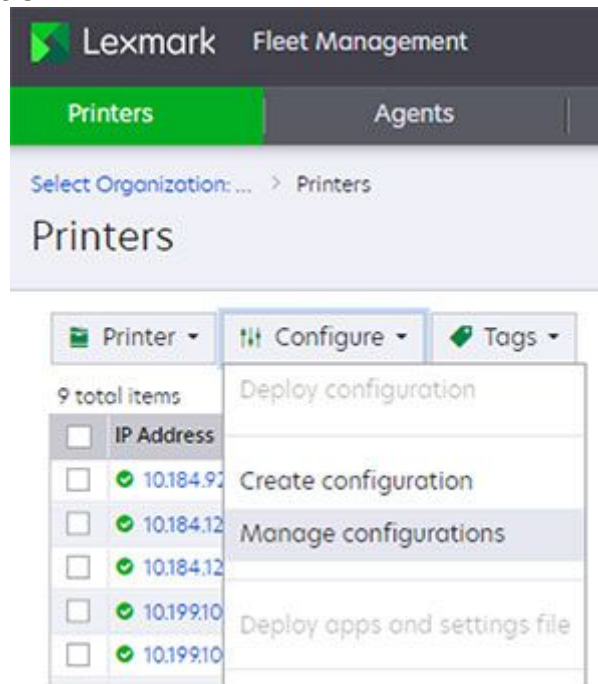 Lexmark Fleet Management
Printers Agents
Select Organization: ... > Printers
Printers
Printer Configure Tags
9 total items
Deploy configuration
IP Address
10.184.92
Create configuration
10.184.12
Manage configurations
10.184.12
10.199.10
Deploy apps and settings file
10.199.10